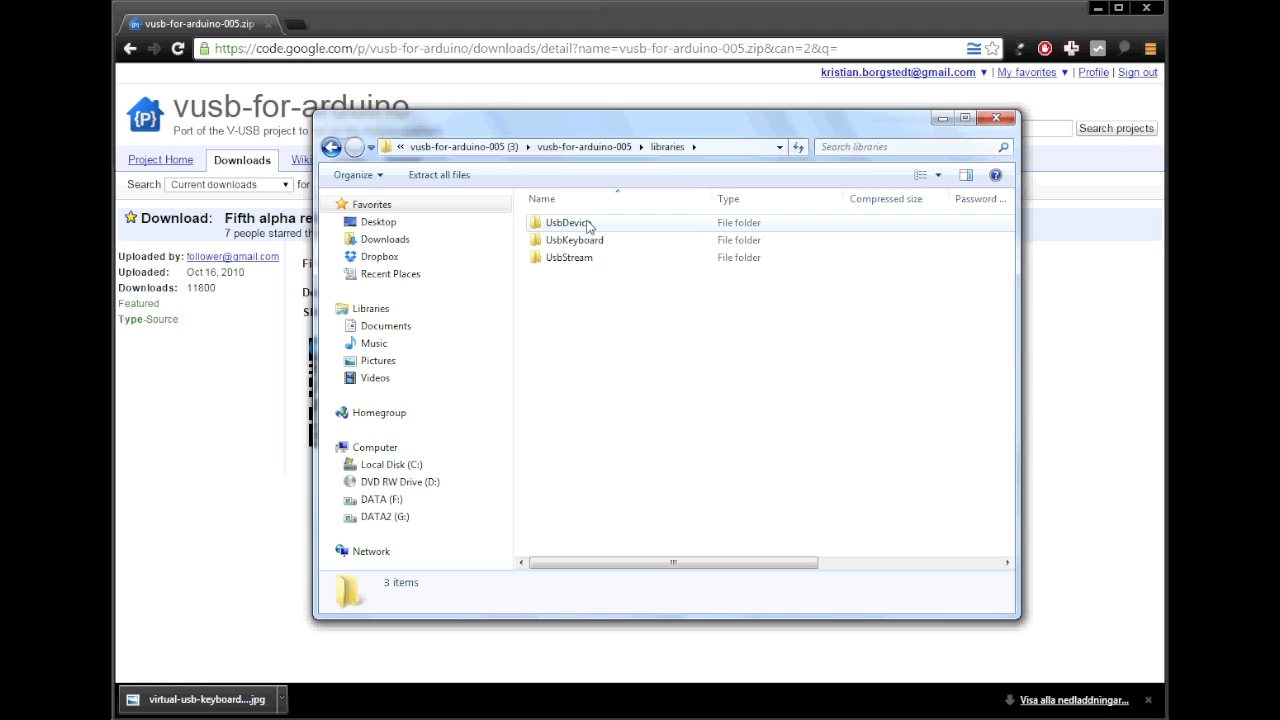 vusb-for-arduino-005.zip
https://code.google.com/p/vusb-for-arduino/downloads/detail?name=vusb-for-arduino-005.zip&can=2&q=
kristian.borgstedt@gmail.com ▼ | My favorites ▼ | Profile | Sign out
vusb-for-arduino
Port of the V-USB project to
Search projects
Project Home Downloads
Search Current downloads for
Download: Fifth alpha
7 people starred
Uploaded by: follower@gmail.com
Uploaded: Oct 16, 2010
Downloads: 11800
Featured
Type-Source
« vusb-for-arduino-005 (3) vusb-for-arduino-005 libraries
Search libraries
Organize Extract all files
Name Type Compressed size Password ...
Favorites
Desktop
Downloads
Dropbox
Recent Places
Libraries
Documents
Music
Pictures
Videos
Homegroup
Computer
Local Disk (C:)
DVD RW Drive (D:)
DATA (F:)
DATA2 (G:)
Network
UsbDevice File folder
UsbKeyboard File folder
UsbStream File folder
3 items
virtual-usb-keyboard....jpg
Visa alla nedladdningar...